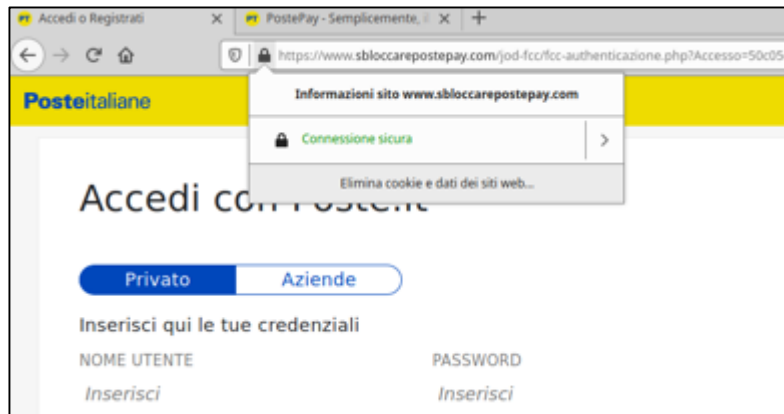 Accedi o Registrati
PostePay - Semplicemente, i
https://www.sbloccarepostepay.com/jod-fcc/fcc-authenticazione.php?Accesso=50c05
Posteitaliane
Informazioni sito www.sbloccarepostepay.com
Connessione sicura
Elimina cookie e dati dei siti web...
Accedi con Poste.it
Privato Aziende
Inserisci qui le tue credenziali
NOME UTENTE PASSWORD
Inserisci Inserisci